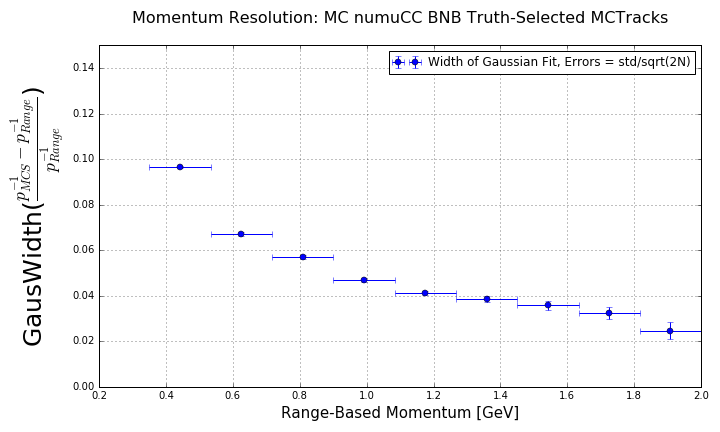 Momentum Resolution: MC numuCC BNB Truth-Selected MCTracks
Width of Gaussian Fit, Errors = std/sqrt(2N)
GausWidth(\frac{p_{MCS}^{-1} - p_{Range}^{-1}}{p_{Range}^{-1}})
0.14
0.12
0.10
0.08
0.06
0.04
0.02
0.00
0.2 0.4 0.6 0.8 1.0 1.2 1.4 1.6 1.8 2.0
Range-Based Momentum [GeV]